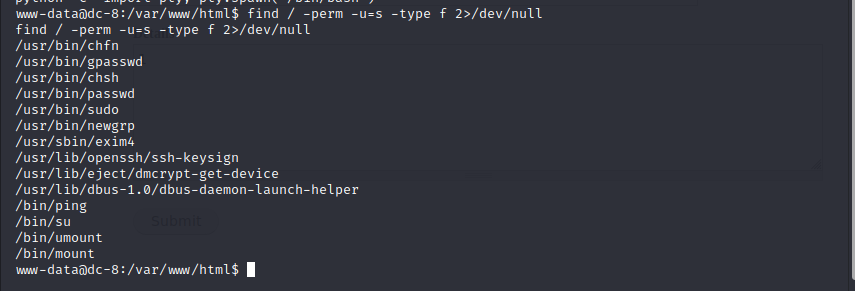 www-data@dc-8:/var/www/html$ find / -perm -u=s -type f 2>/dev/null
find / -perm -u=s -type f 2>/dev/null
/usr/bin/chfn
/usr/bin/gpasswd
/usr/bin/chsh
/usr/bin/passwd
/usr/bin/sudo
/usr/bin/newgrp
/usr/sbin/exim4
/usr/lib/openssh/ssh-keysign
/usr/lib/eject/dmcrypt-get-device
/usr/lib/dbus-1.0/dbus-daemon-launch-helper
/bin/ping
/bin/su
Submit
/bin/umount
/bin/mount
www-data@dc-8:/var/www/html$